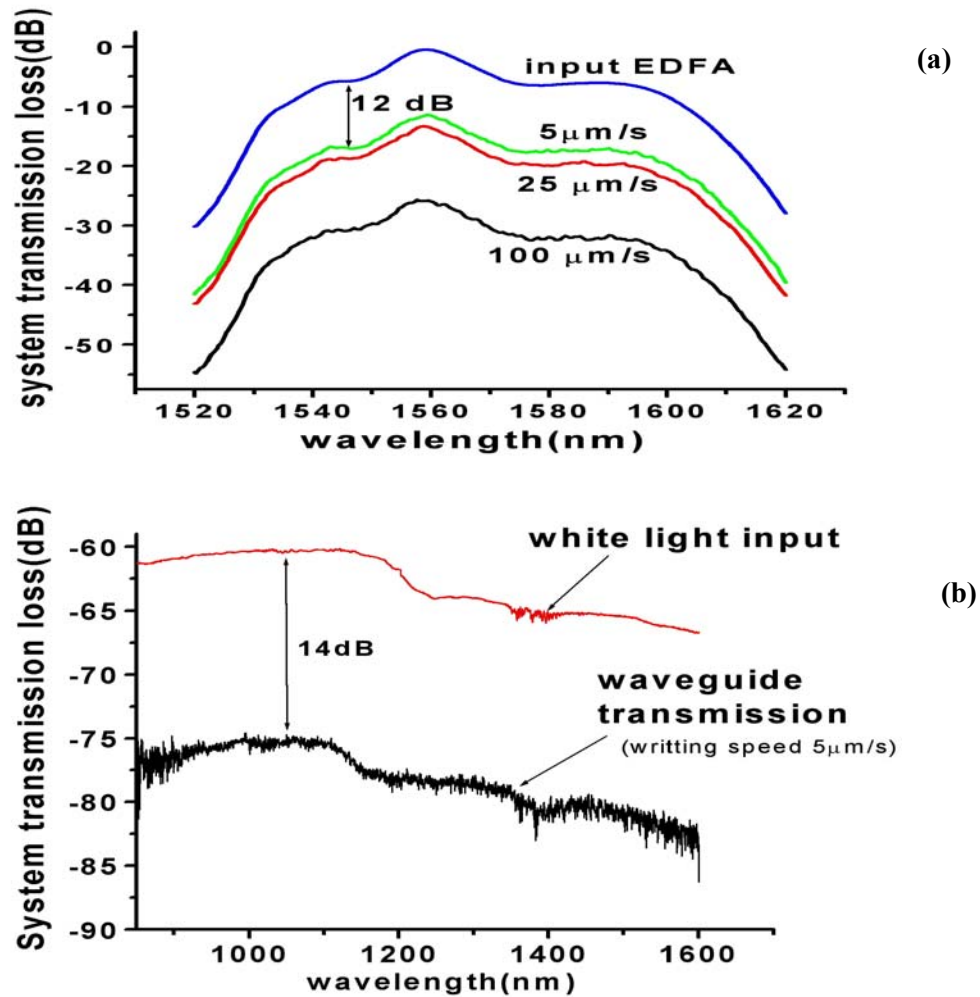 (a)
system transmission loss(dB)
0
-10
-20
-30
-40
-50
input EDFA
12 dB
5μm/s
25 μm/s
100 μm/s
1520 1540 1560 1580 1600 1620
wavelength(nm)
(b)
System transmission loss(dB)
-60
-65
-70
-75
-80
-85
-90
white light input
14dB
waveguide
transmission
(writting speed 5μm/s)
1000 1200 1400 1600
wavelength(nm)